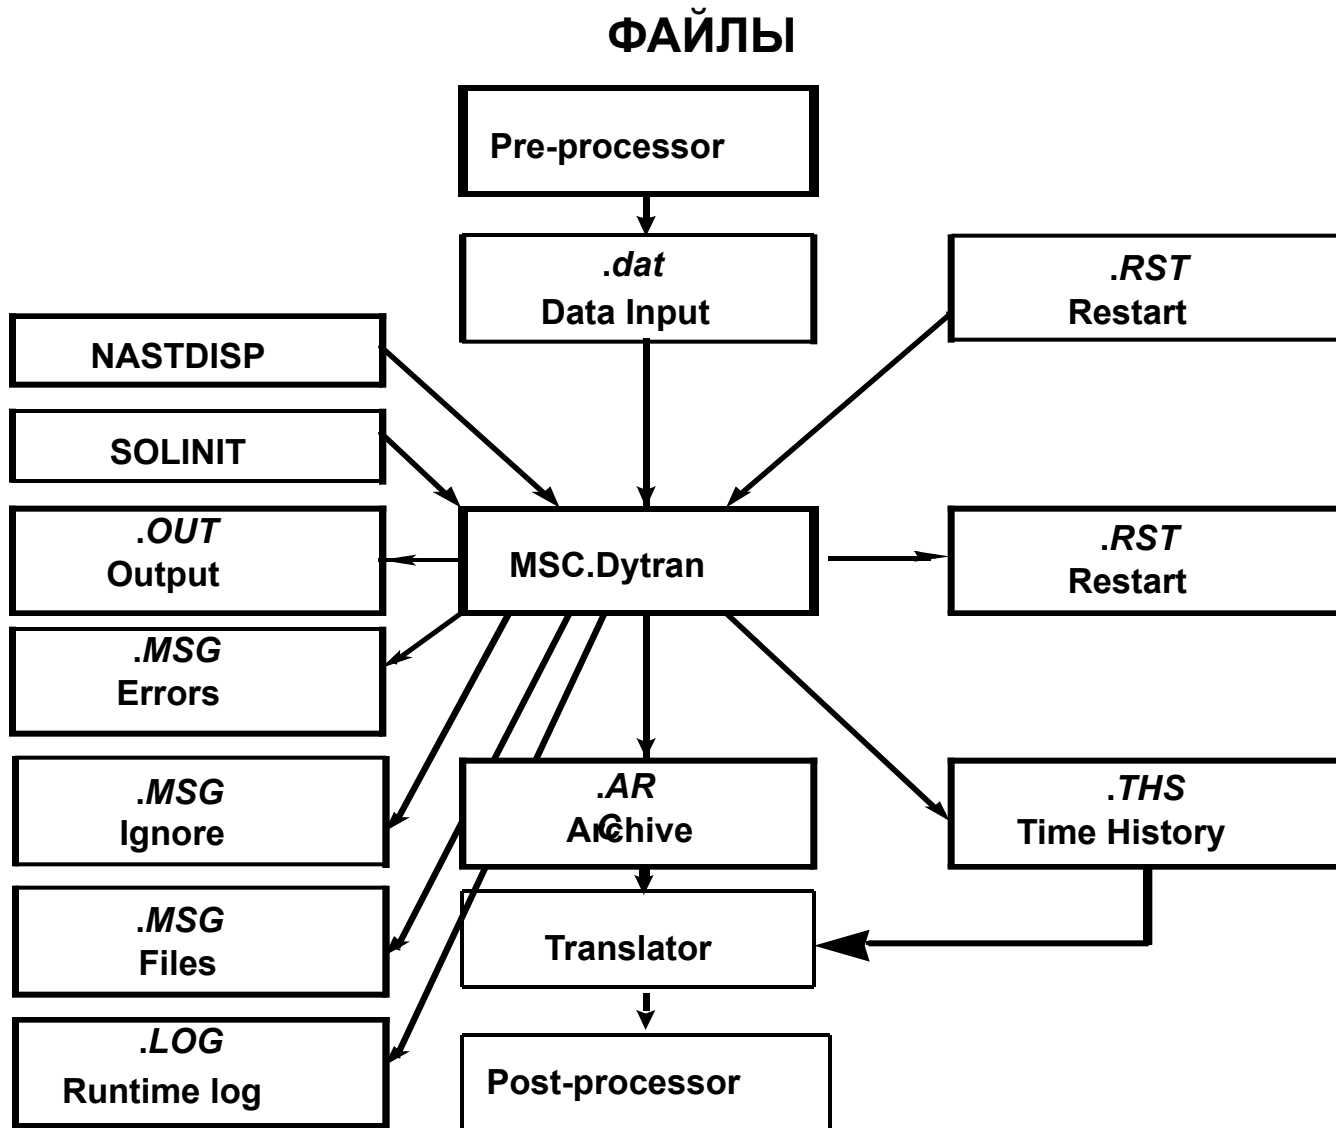 ФАЙЛЫ
Pre-processor
.dat
Data Input
.RST
Restart
NASTDISP
SOLINIT
.OUT
Output
MSC.Dytran
.RST
Restart
.MSG
Errors
.MSG
Ignore
.AR
C
Archive
.THS
Time History
.MSG
Files
Translator
.LOG
Runtime log
Post-processor